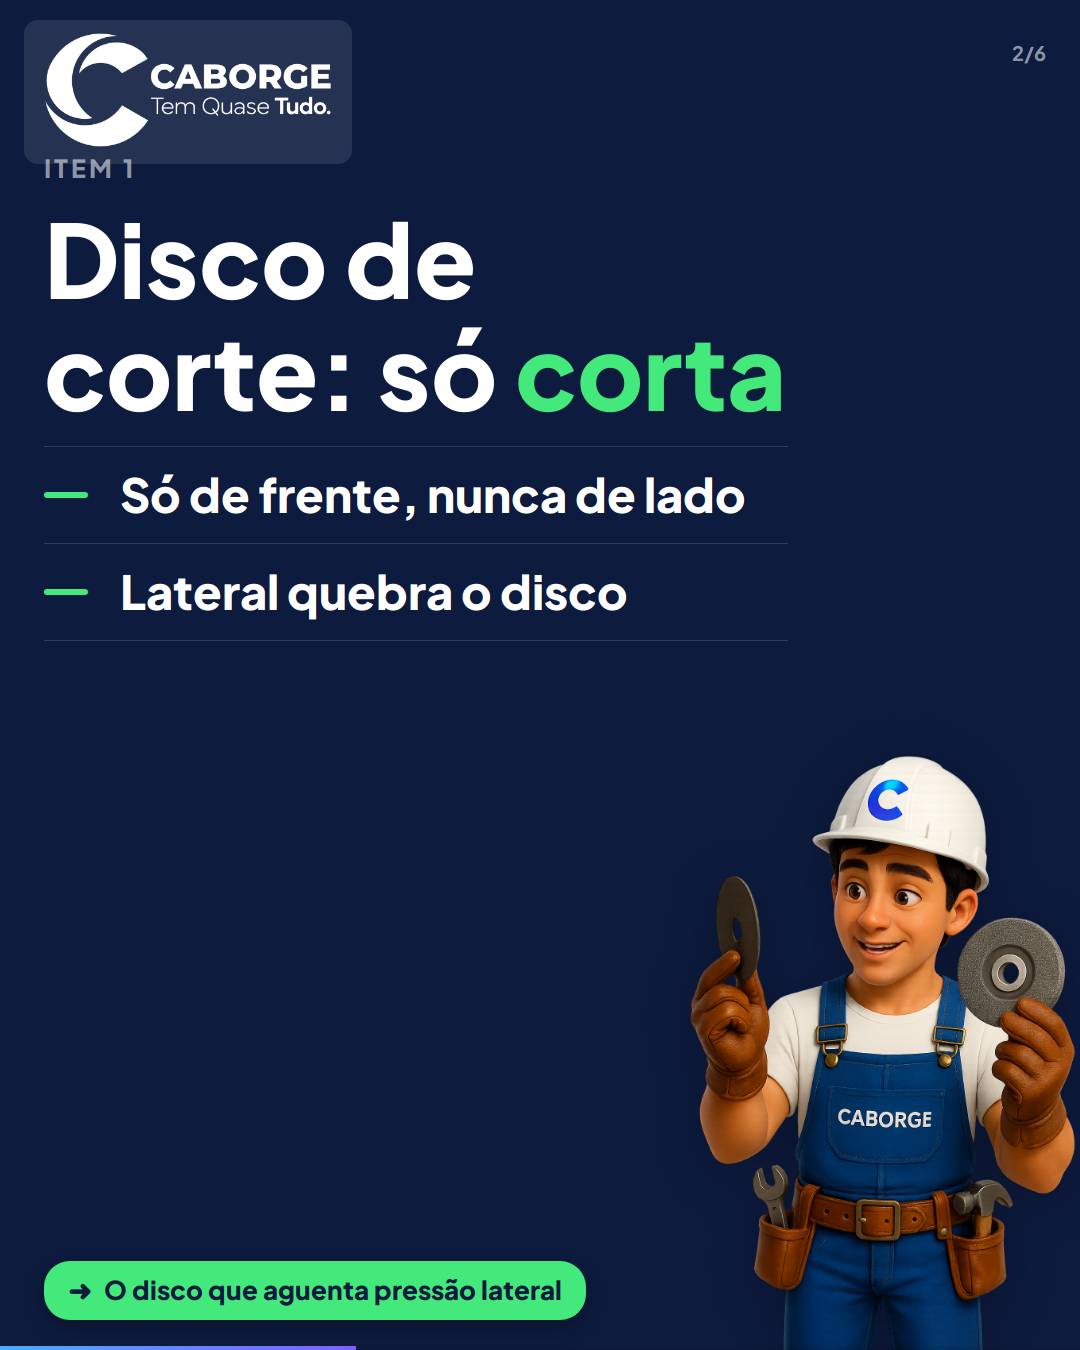 CABORGE
Tem Quase Tudo.
2/6
ITEM 1
Disco de
corte: só corta
Só de frente, nunca de lado
Lateral quebra o disco
C
CABORGE
➜ O disco que aguenta pressão lateral